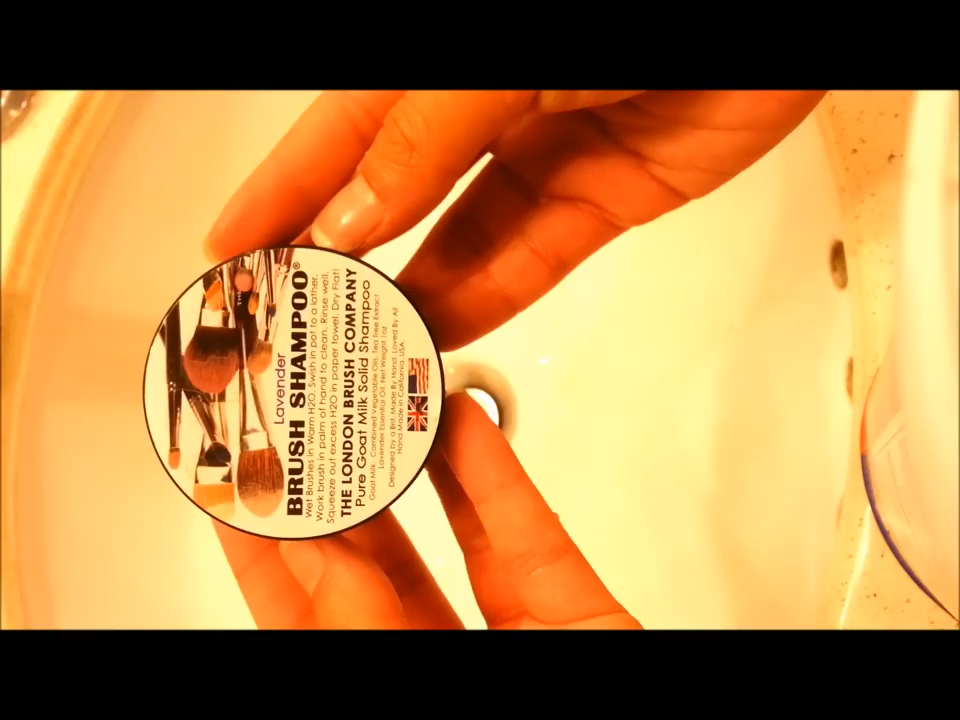 Lavender
BRUSH SHAMPOO®
Wet Brushes in Warm H2O. Swish in pot to a lather.
Work brush in palm of hand to clean. Rinse well.
Squeeze out excess H2O in paper towel. Dry Flat!
THE LONDON BRUSH COMPANY
Pure Goat Milk Solid Shampoo
Goat Milk. Combined Vegetable Oils. Tea Tree Extract
Lavender Essential Oil. Net Weight 1oz
Designed by a Brit. Made By Hand. Loved By All
Hand Made in California, USA